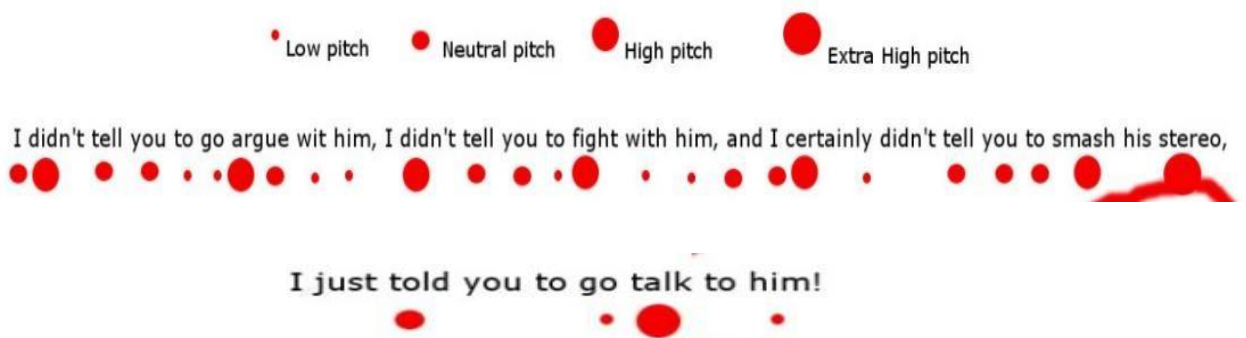 Low pitch Neutral pitch High pitch Extra High pitch
I didn't tell you to go argue wit him, I didn't tell you to fight with him, and I certainly didn't tell you to smash his stereo,
I just told you to go talk to him!